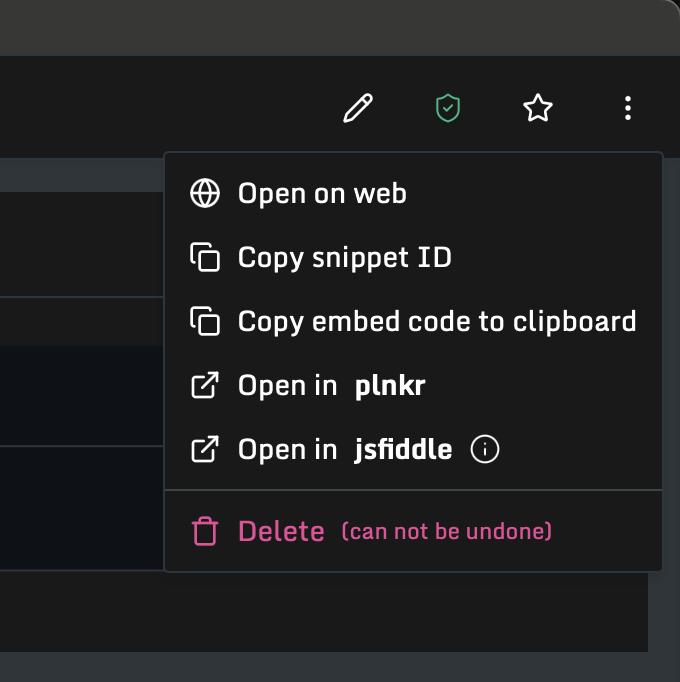 Open on web
Copy snippet ID
Copy embed code to clipboard
Open in plnkr
Open in jsfiddle
Delete (can not be undone)